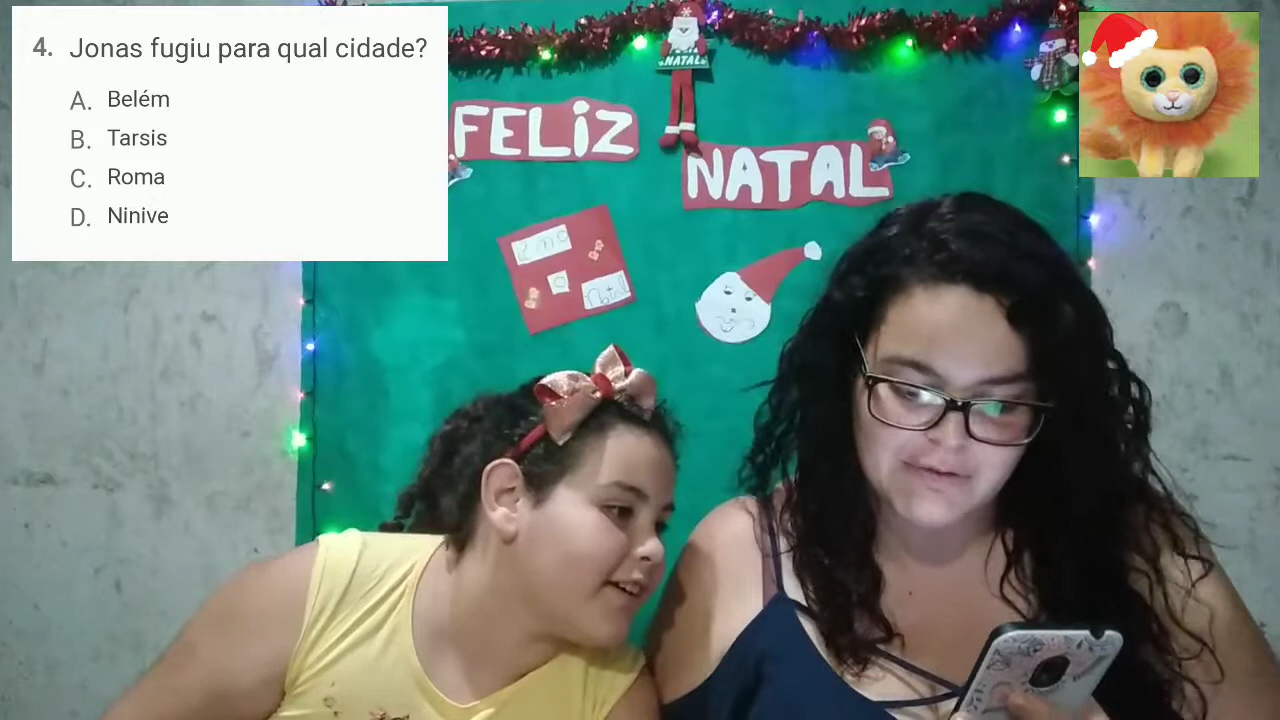 4. Jonas fugiu para qual cidade?
A. Belém
B. Tarsis
C. Roma
D. Ninive
NATAL
FELiZ
NATAL